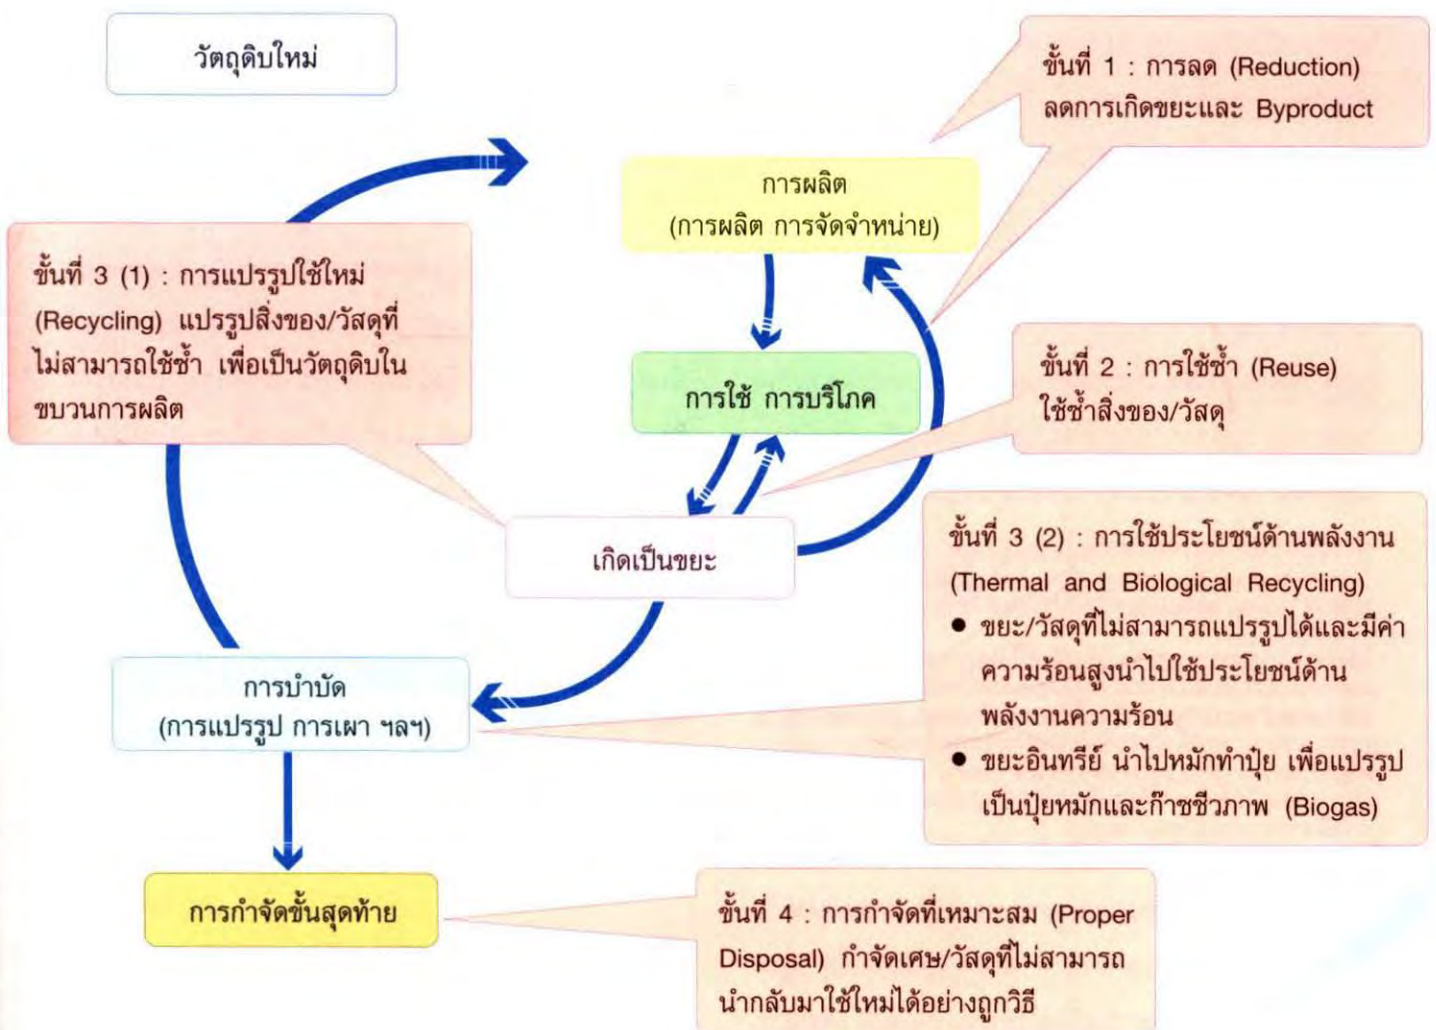 วัตถุดิบใหม่
ขั้นที่ 1 : การลด (Reduction)
ลดการเกิดขยะและ Byproduct
การผลิต
(การผลิต การจัดจำหน่าย)
ขั้นที่ 3 (1) : การแปรรูปใช้ใหม่
(Recycling) แปรรูปสิ่งของ/วัสดุที่
ไม่สามารถใช้ซ้ำ เพื่อเป็นวัตถุดิบใน
ขบวนการผลิต
การใช้ การบริโภค
ขั้นที่ 2 : การใช้ซ้ำ (Reuse)
ใช้ซ้ำสิ่งของ/วัสดุ
เกิดเป็นขยะ
ขั้นที่ 3 (2) : การใช้ประโยชน์ด้านพลังงาน
(Thermal and Biological Recycling)
● ขยะ/วัสดุที่ไม่สามารถแปรรูปได้และมีค่า
ความร้อนสูงนำไปใช้ประโยชน์ด้าน
พลังงานความร้อน
● ขยะอินทรีย์ นำไปหมักทำปุ๋ย เพื่อแปรรูป
เป็นปุ๋ยหมักและก๊าซชีวภาพ (Biogas)
การบำบัด
(การแปรรูป การเผา ฯลฯ)
การกำจัดขั้นสุดท้าย
ขั้นที่ 4 : การกำจัดที่เหมาะสม (Proper
Disposal) กำจัดเศษ/วัสดุที่ไม่สามารถ
นำกลับมาใช้ใหม่ได้อย่างถูกวิธี